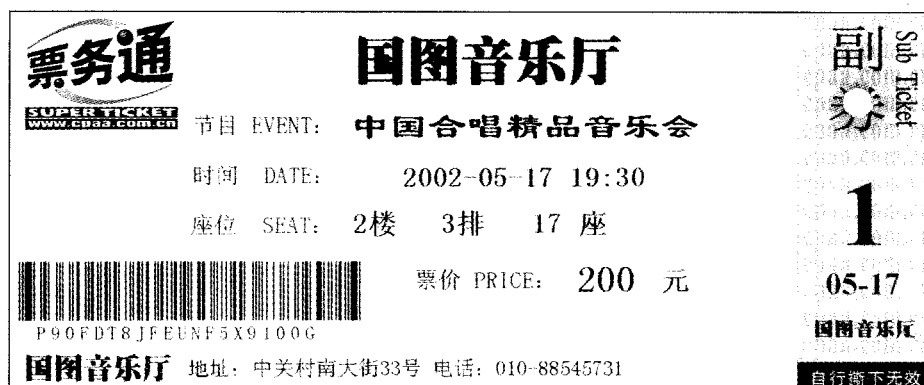 票务通
SUPER TICKET
www.cpaa.com.cn
国图音乐厅
节目 EVENT: 中国合唱精品音乐会
时间 DATE: 2002-05-17 19:30
座位 SEAT: 2楼 3排 17 座
票价 PRICE: 200 元
P90FDT8JFEUNF5X9100G
国图音乐厅 地址: 中关村南大街33号 电话: 010-88545731
副券
Sub Ticket
1
05-17
国图音乐厅
自行撕下无效